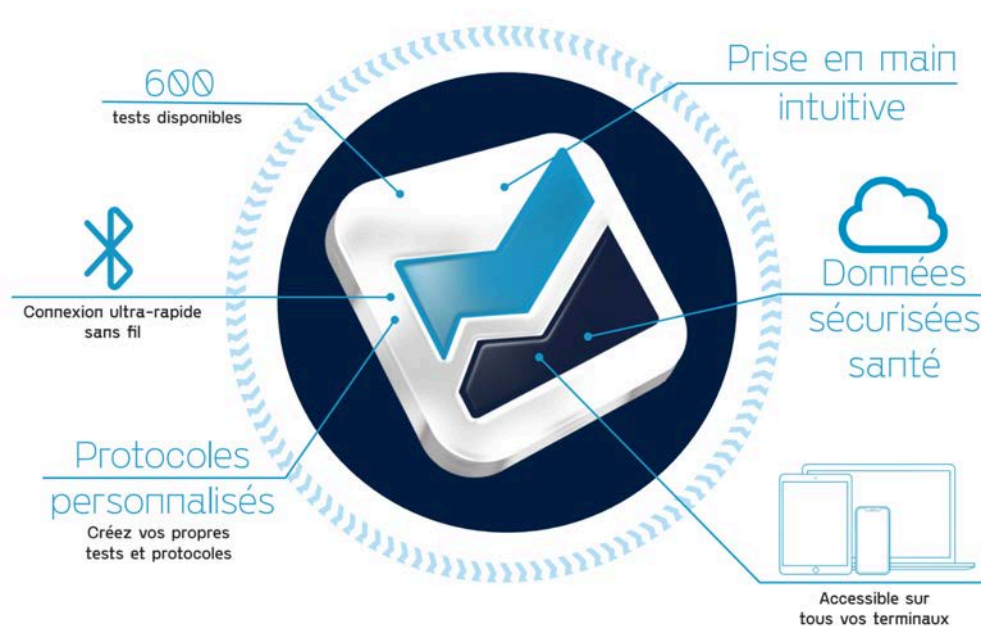 600
tests disponibles
Connexion ultra-rapide
sans fil
Protocoles
personnalisés
Créez vos propres
tests et protocoles
Prise en main
intuitive
Données
sécurisées
santé
Accessible sur
tous vos terminaux